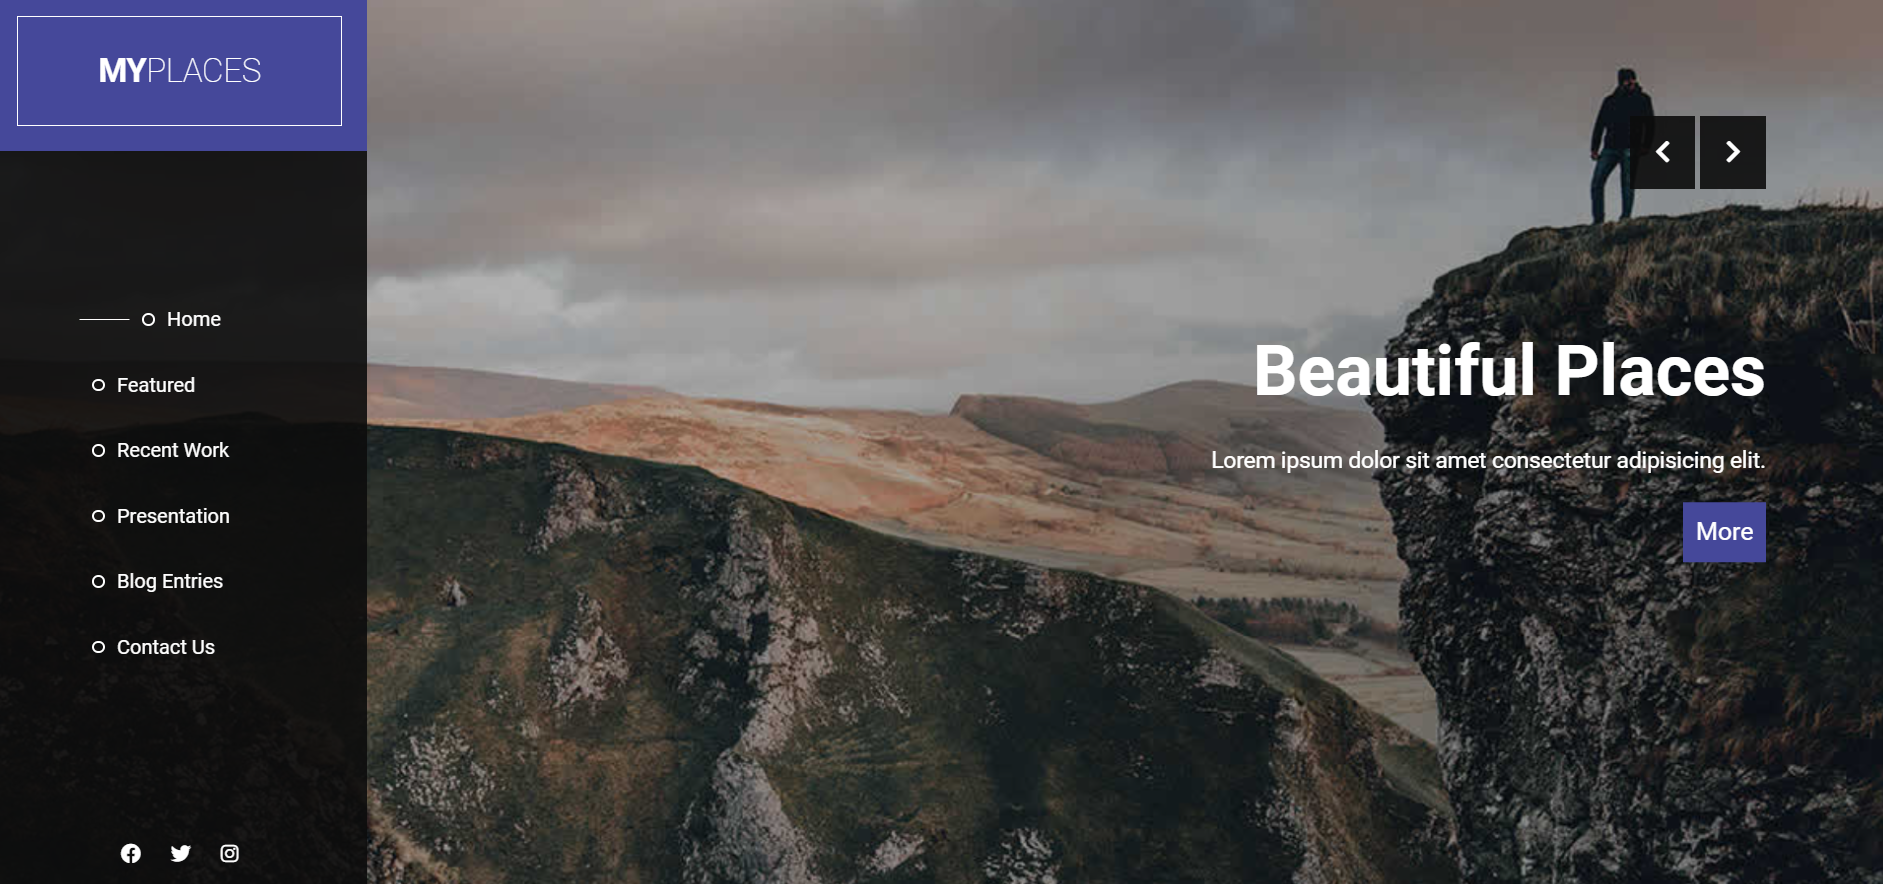 MYPLACES
Home
Featured
Recent Work
Presentation
Blog Entries
Contact Us
Beautiful Places
Lorem ipsum dolor sit amet consectetur adipisicing elit.
More